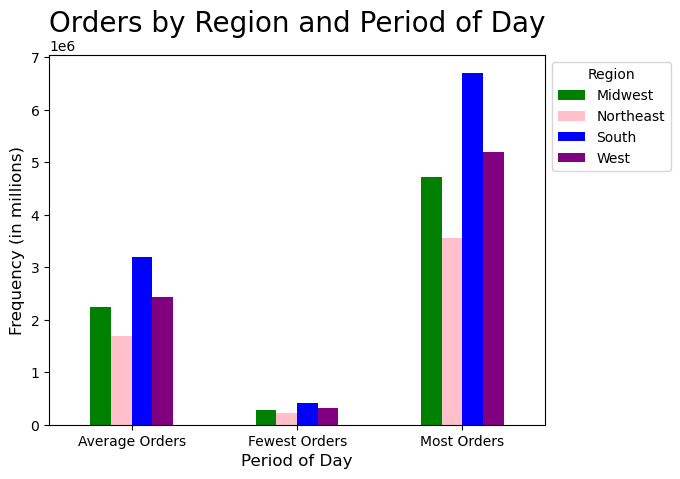 Orders by Region and Period of Day
1e6
7
6
5
4
3
2
1
0
Frequency (in millions)
Average Orders
Fewest Orders
Most Orders
Period of Day
Region
Midwest
Northeast
South
West